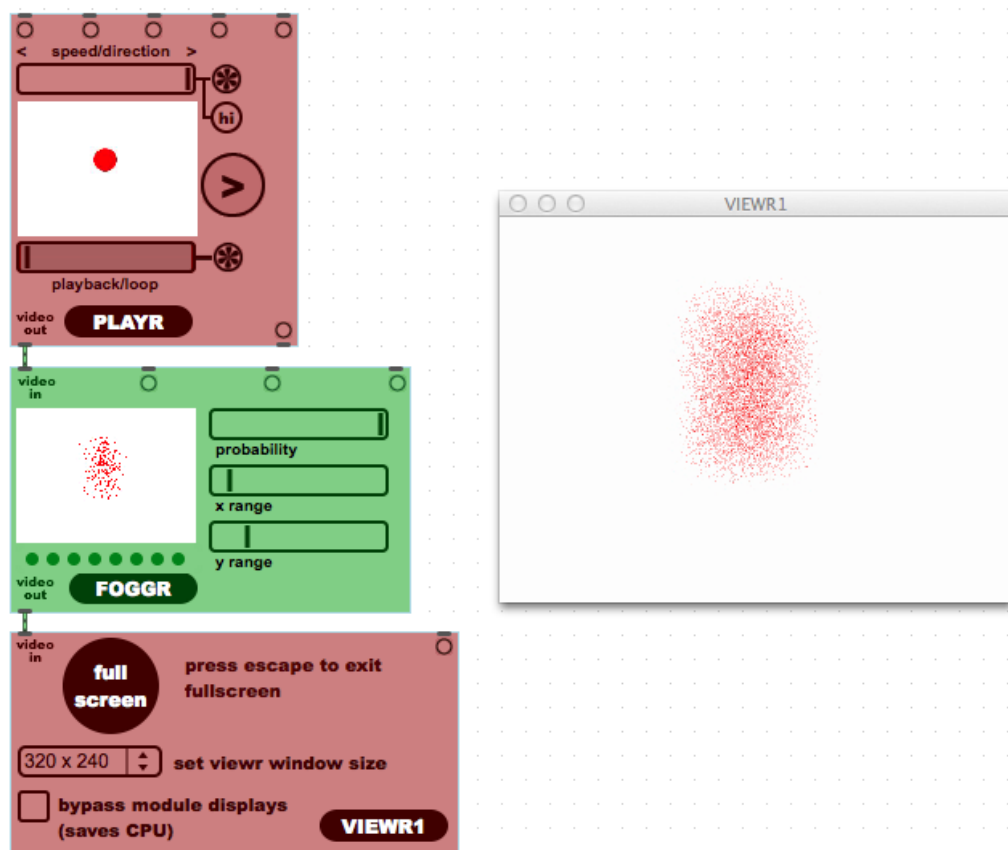 < speed/direction >
hi
>
playback/loop
video
out
PLAYR
VIEWR1
video
in
probability
x range
y range
video
out
FOGGR
video
in
full
screen
press escape to exit
fullscreen
320 x 240
set viewr window size
bypass module displays
(saves CPU)
VIEWR1